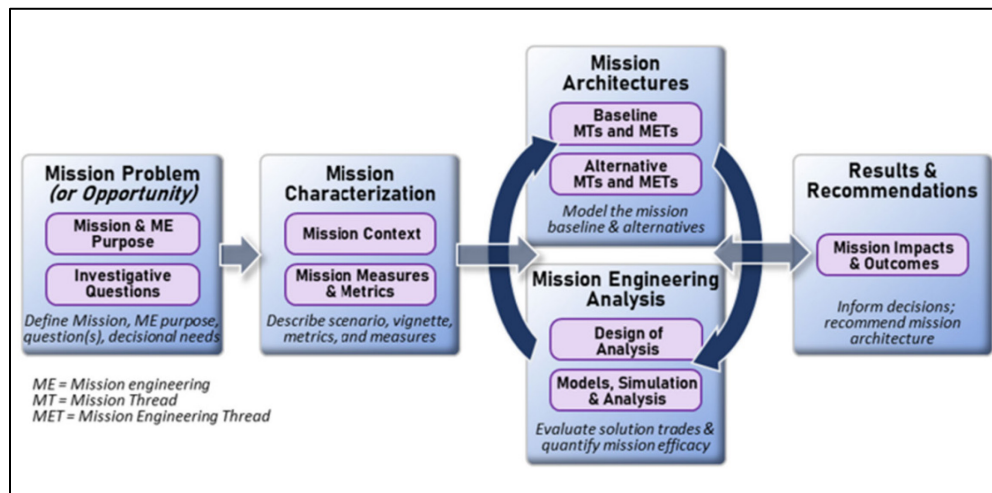 Mission Problem
(or Opportunity)
Mission & ME
Purpose
Investigative
Questions
Define Mission, ME purpose,
question(s), decisional needs
Mission
Characterization
Mission Context
Mission Measures
& Metrics
Describe scenario, vignette,
metrics, and measures
Mission
Architectures
Baseline
MTs and METs
Alternative
MTs and METs
Model the mission
baseline & alternatives
Mission Engineering
Analysis
Design of
Analysis
Models, Simulation
& Analysis
Evaluate solution trades &
quantify mission efficacy
Results &
Recommendations
Mission Impacts
& Outcomes
Inform decisions;
recommend mission
architecture
ME = Mission engineering
MT = Mission Thread
MET = Mission Engineering Thread